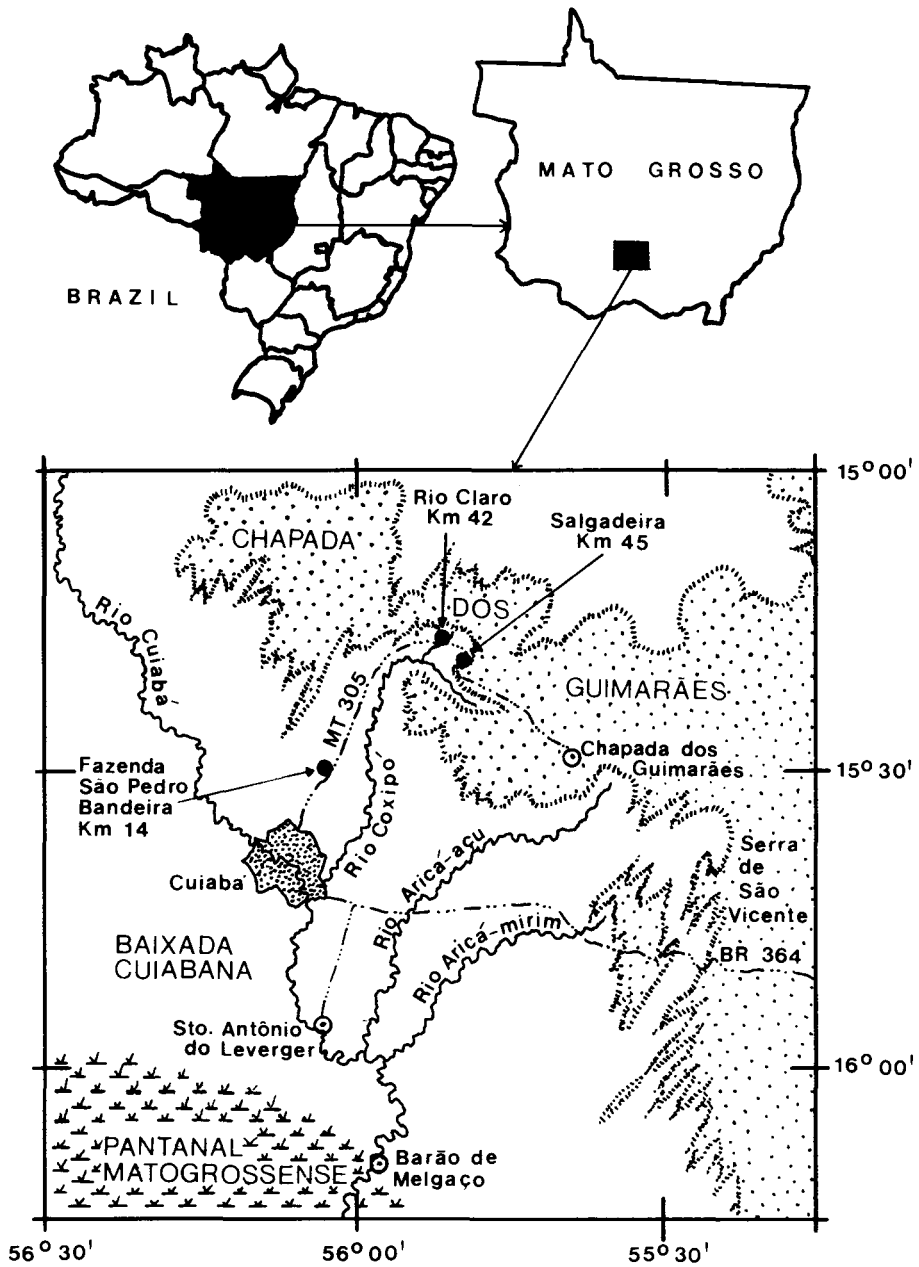 BRAZIL
MATO GROSSO
15° 00'
Rio Claro
Km 42
Salgadeira
Km 45
CHAPADA
DOS
GUIMARÃES
Rio Cuiabá
MT 305
Chapada dos
Guimarães
15° 30'
Fazenda
São Pedro
Bandeira
Km 14
Rio Coxipó
Rio Aricá-açu
Serra
de
São
Vicente
Cuiabá
Rio Aricá-mirim
BR 364
BAIXADA
CUIABANA
Sto. Antônio
do Leverger
16° 00'
PANTANAL
MATOGROSSENSE
Barão de
Melgaço
56° 30'
56° 00'
55° 30'